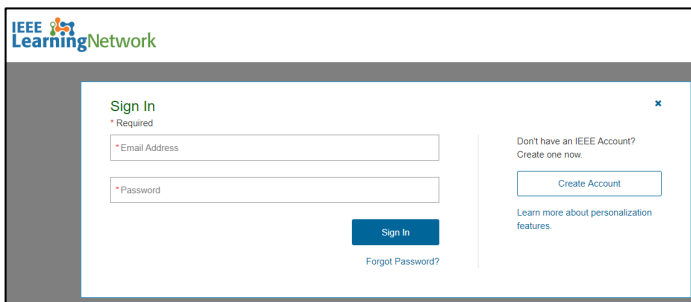 IEEE
LearningNetwork
Sign In
* Required
* Email Address
* Password
Sign In
Forgot Password?
×
Don't have an IEEE Account?
Create one now.
Create Account
Learn more about personalization
features.